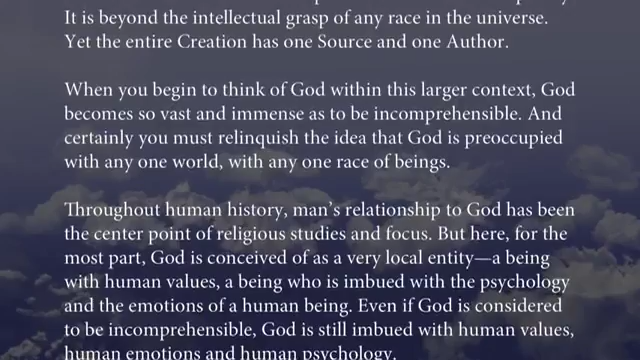 It is beyond the intellectual grasp of any race in the universe.
Yet the entire Creation has one Source and one Author.
When you begin to think of God within this larger context, God
becomes so vast and immense as to be incomprehensible. And
certainly you must relinquish the idea that God is preoccupied
with any one world, with any one race of beings.
Throughout human history, man’s relationship to God has been
the center point of religious studies and focus. But here, for the
most part, God is conceived of as a very local entity—a being
with human values, a being who is imbued with the psychology
and the emotions of a human being. Even if God is considered
to be incomprehensible, God is still imbued with human values,
human emotions and human psychology.